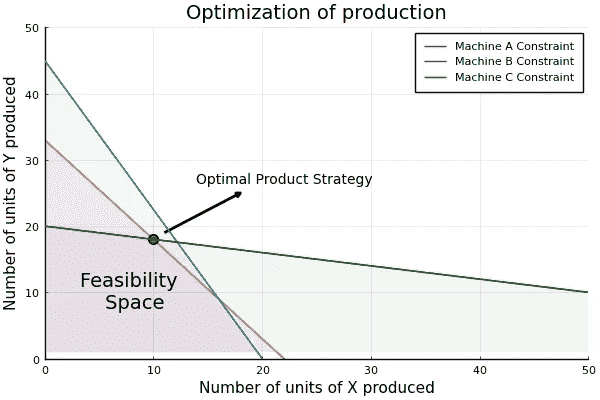 Optimization of production
50
40
30
20
10
0
Number of units of Y produced
Machine A Constraint
Machine B Constraint
Machine C Constraint
Optimal Product Strategy
Feasibility
Space
0
10
20
30
40
50
Number of units of X produced